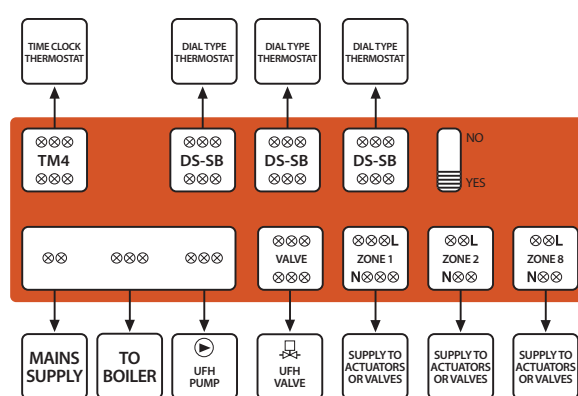 TIME CLOCK
THERMOSTAT
DIAL TYPE
THERMOSTAT
DIAL TYPE
THERMOSTAT
DIAL TYPE
THERMOSTAT
TM4
DS-SB
DS-SB
DS-SB
NO
YES
VALVE
L
ZONE 1
N
L
ZONE 2
N
L
ZONE 8
N
MAINS
SUPPLY
TO
BOILER
UFH
PUMP
UFH
VALVE
SUPPLY TO
ACTUATORS
OR VALVES
SUPPLY TO
ACTUATORS
OR VALVES
SUPPLY TO
ACTUATORS
OR VALVES